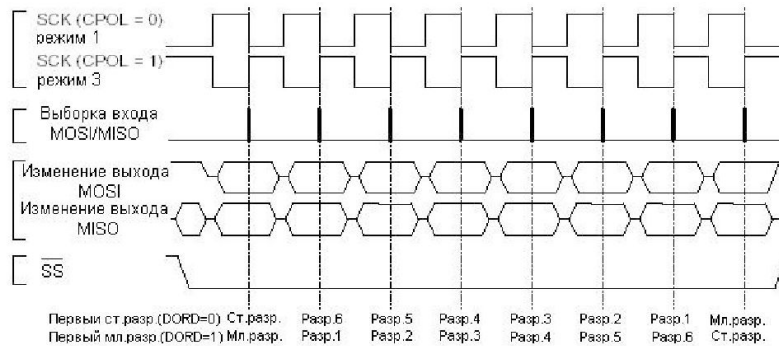 SCK (CPOL = 0)
режим 1
SCK (CPOL = 1)
режим 3
Выборка входа
MOSI/MISO
Изменение выхода
MOSI
Изменение выхода
MISO
SS
Первый ст.разр.(DORD=0) Ст.разр. Разр.6 Разр.5 Разр.4 Разр.3 Разр.2 Разр.1 Мл.разр.
Первый мл.разр.(DORD=1) Мл.разр. Разр.1 Разр.2 Разр.3 Разр.4 Разр.5 Разр.6 Ст.разр.